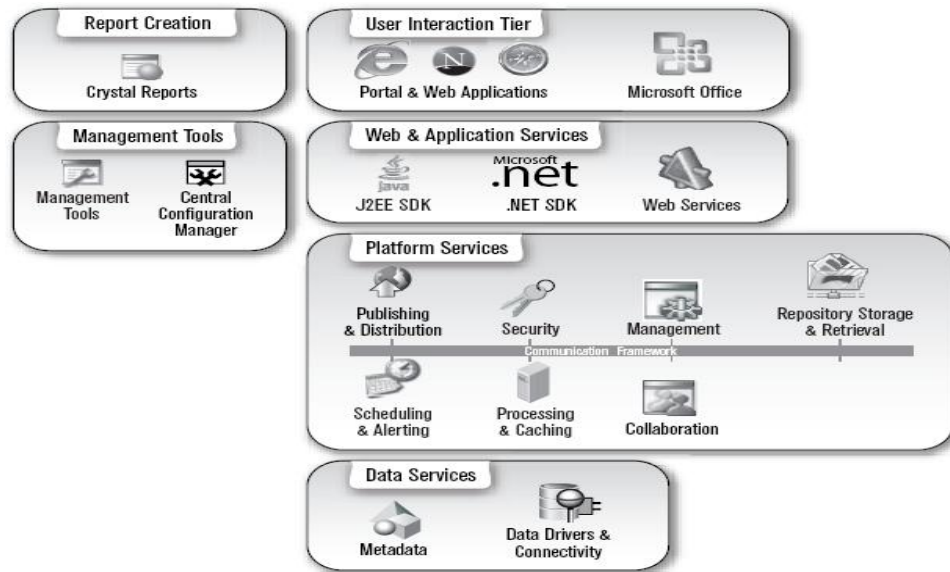 Report Creation
Crystal Reports
Management Tools
Management
Tools
Central
Configuration
Manager
User Interaction Tier
N
Portal & Web Applications
Microsoft Office
Web & Application Services
Java
J2EE SDK
Microsoft
.net
.NET SDK
Web Services
Platform Services
Publishing
& Distribution
Security
Management
Repository Storage
& Retrieval
Communication Framework
Scheduling
& Alerting
Processing
& Caching
Collaboration
Data Services
Metadata
Data Drivers &
Connectivity